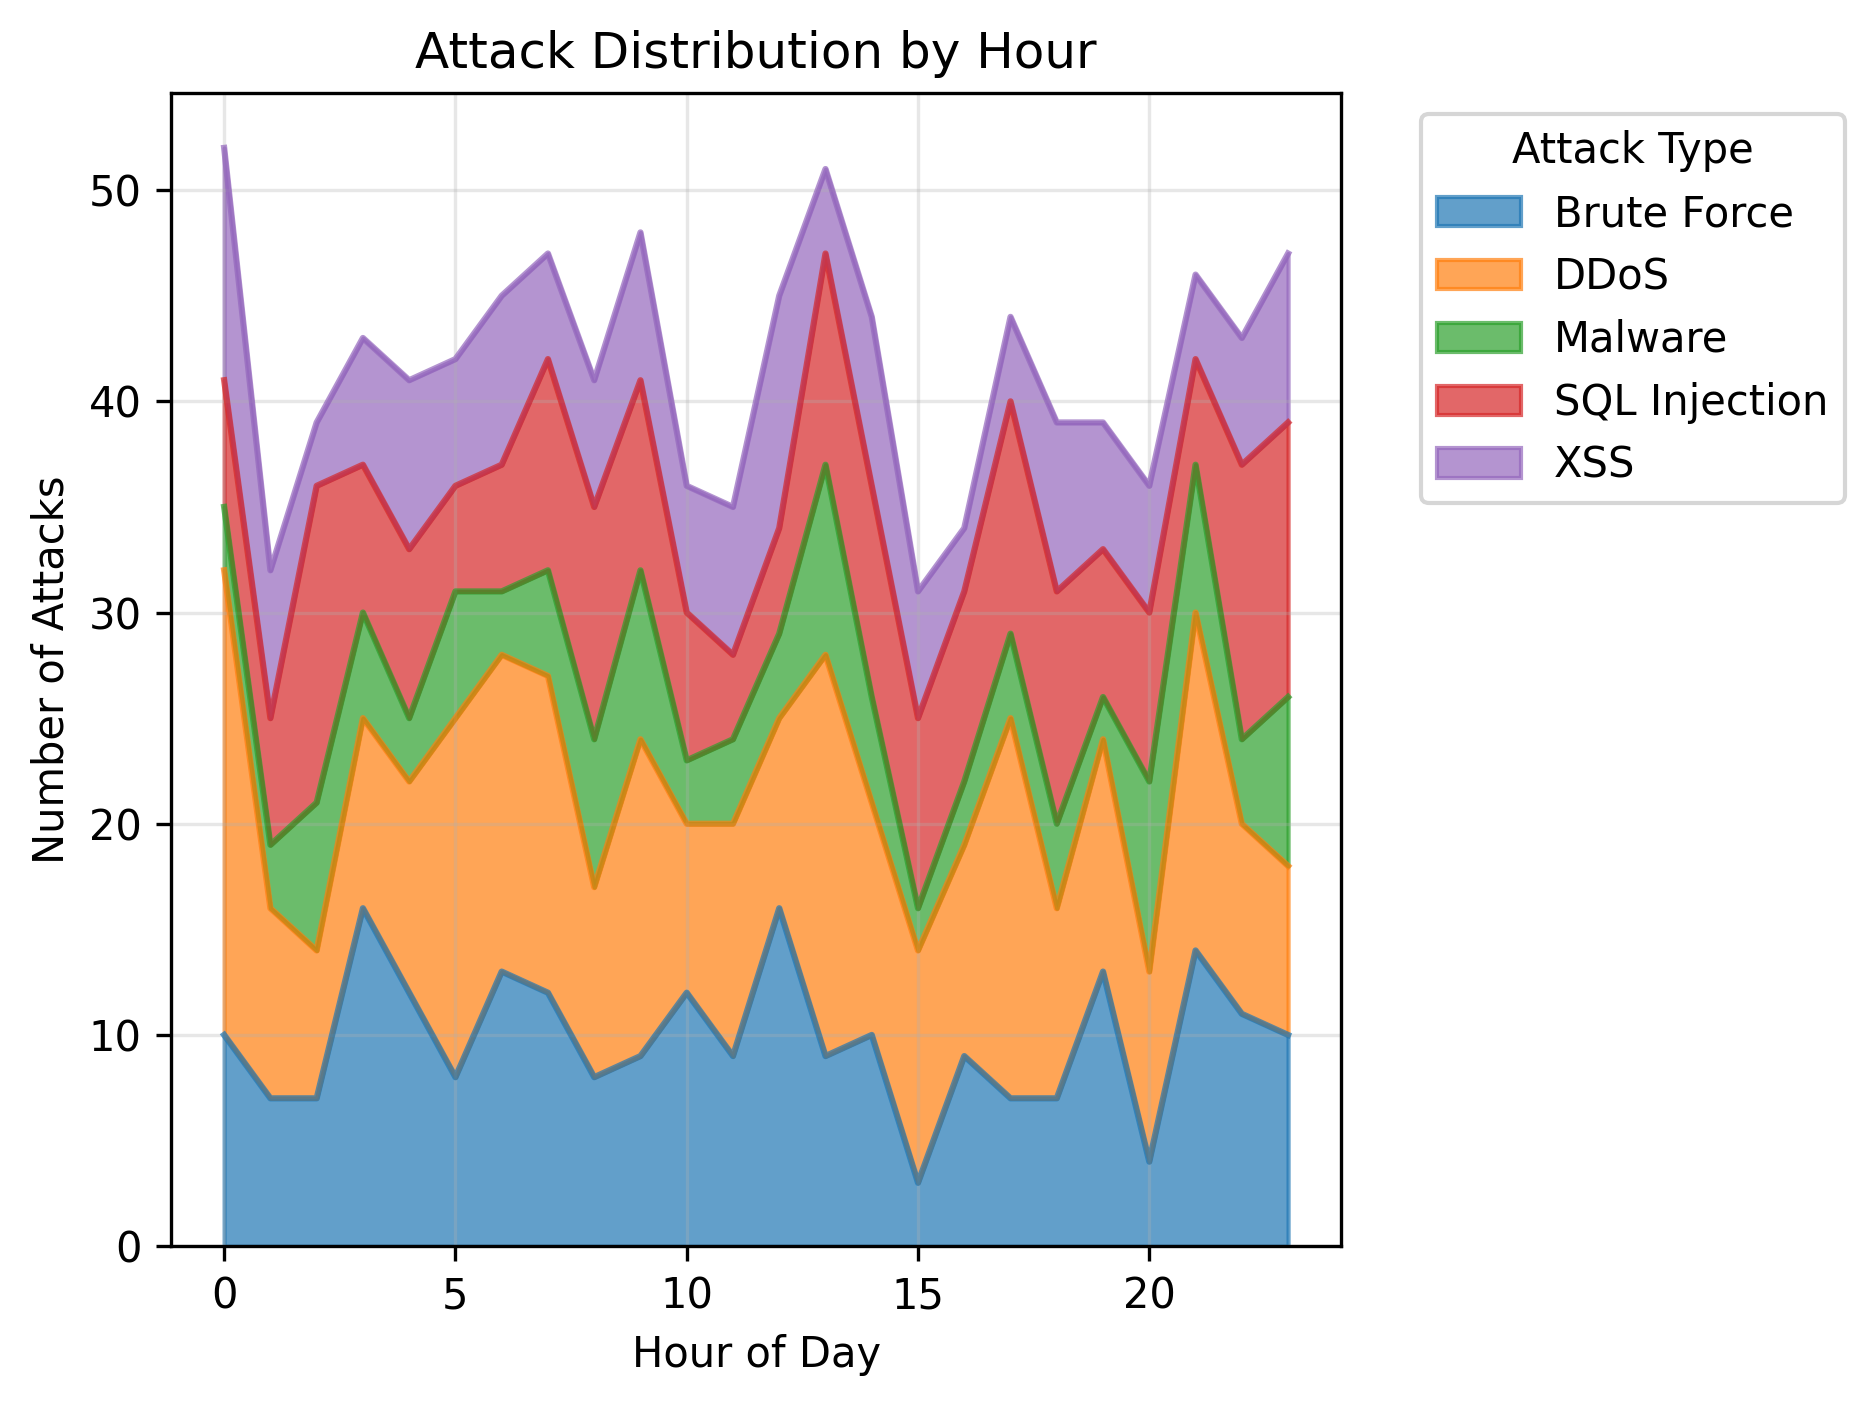 Attack Distribution by Hour
Number of Attacks
50
40
30
20
10
0
0 5 10 15 20
Hour of Day
Attack Type
Brute Force
DDoS
Malware
SQL Injection
XSS